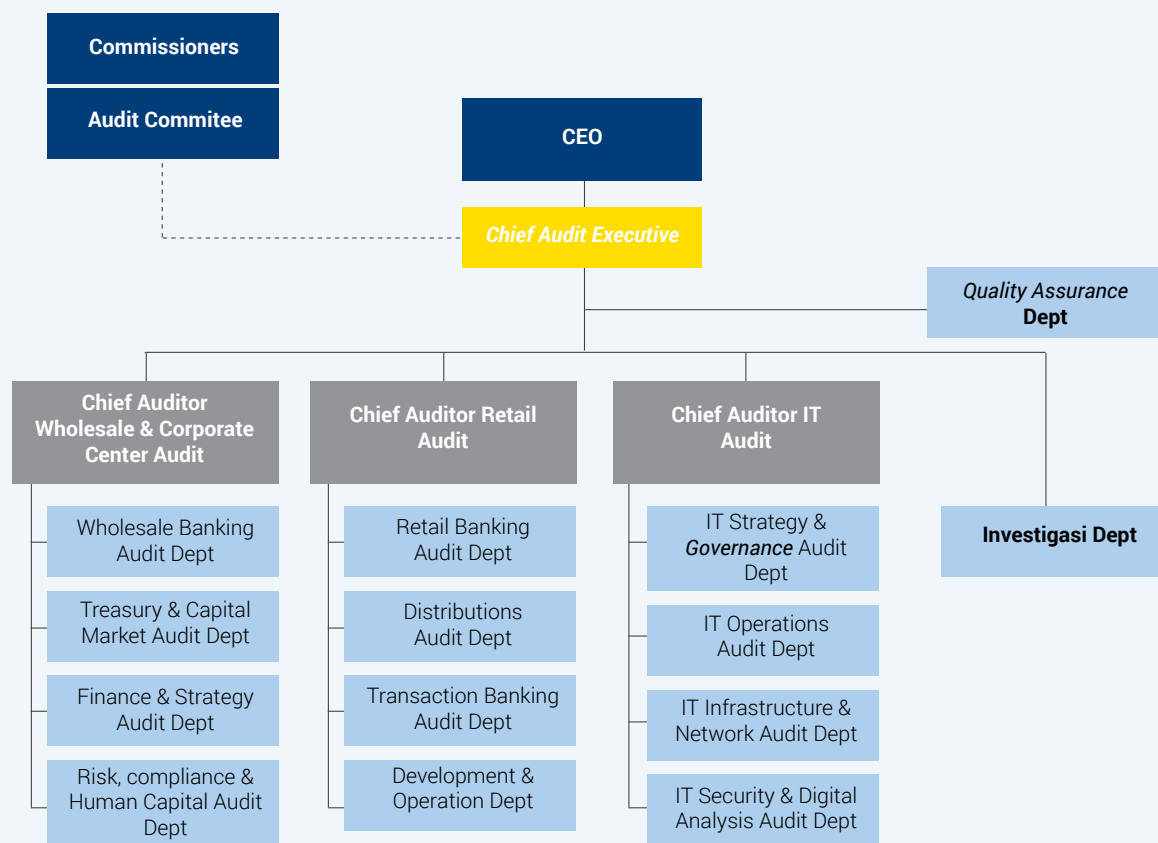 Commissioners
Audit Commitee
CEO
Chief Audit Executive
Quality Assurance
Dept
Chief Auditor
Wholesale & Corporate
Center Audit
Wholesale Banking
Audit Dept
Treasury & Capital
Market Audit Dept
Finance & Strategy
Audit Dept
Risk, compliance &
Human Capital Audit
Dept
Chief Auditor Retail
Audit
Retail Banking
Audit Dept
Distributions
Audit Dept
Transaction Banking
Audit Dept
Development &
Operation Dept
Chief Auditor IT
Audit
IT Strategy &
Governance Audit
Dept
IT Operations
Audit Dept
IT Infrastructure &
Network Audit Dept
IT Security & Digital
Analysis Audit Dept
Investigasi Dept